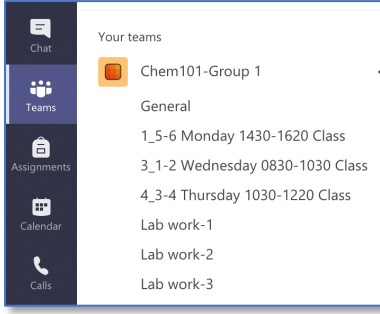 Chat
Teams
Assignments
Calendar
Calls
Your teams
Chem101-Group 1
General
1_5-6 Monday 1430-1620 Class
3_1-2 Wednesday 0830-1030 Class
4_3-4 Thursday 1030-1220 Class
Lab work-1
Lab work-2
Lab work-3